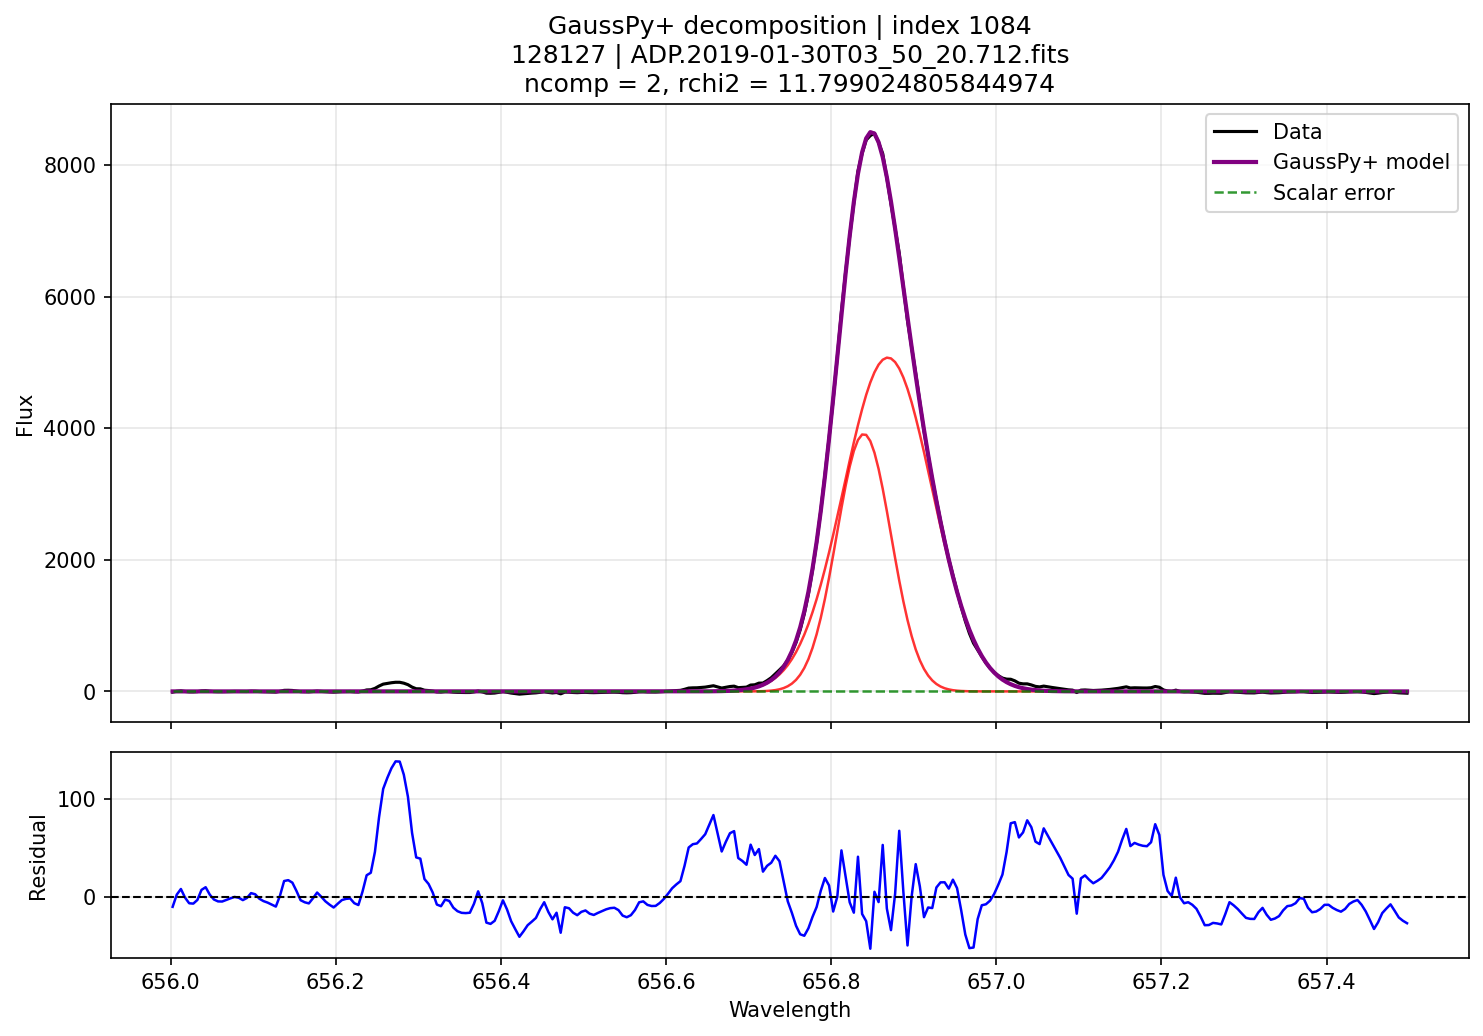 GaussPy+ decomposition | index 1084
128127 | ADP.2019-01-30T03_50_20.712.fits
ncomp = 2, rchi2 = 11.799024805844974
Data
GaussPy+ model
Scalar error
Flux
8000
6000
4000
2000
0
Residual
100
0
656.0 656.2 656.4 656.6 656.8 657.0 657.2 657.4
Wavelength